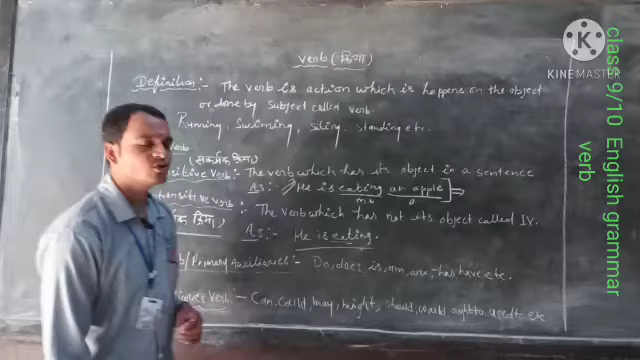 verb (क्रिया)
Definition:- The verb is action which is happens on the object
or done by subject called verb
Running, Swimming, Siling, Standing etc.
verb
(सकर्मक क्रिया)
sitive verb:- The verb which has its object in a sentence
As:- He is eating an apple
m.v o
ntransitive verb:- The verb which has not its object called I.V.
क्रिया)
As:- He is eating.
b/Primary Auxiliaries:- Do, does is, am, are, has have etc.
Verb:- Can, Could, may, might, should, would ought to used to etc
KINEMASTER
class 9/10 English grammar
verb